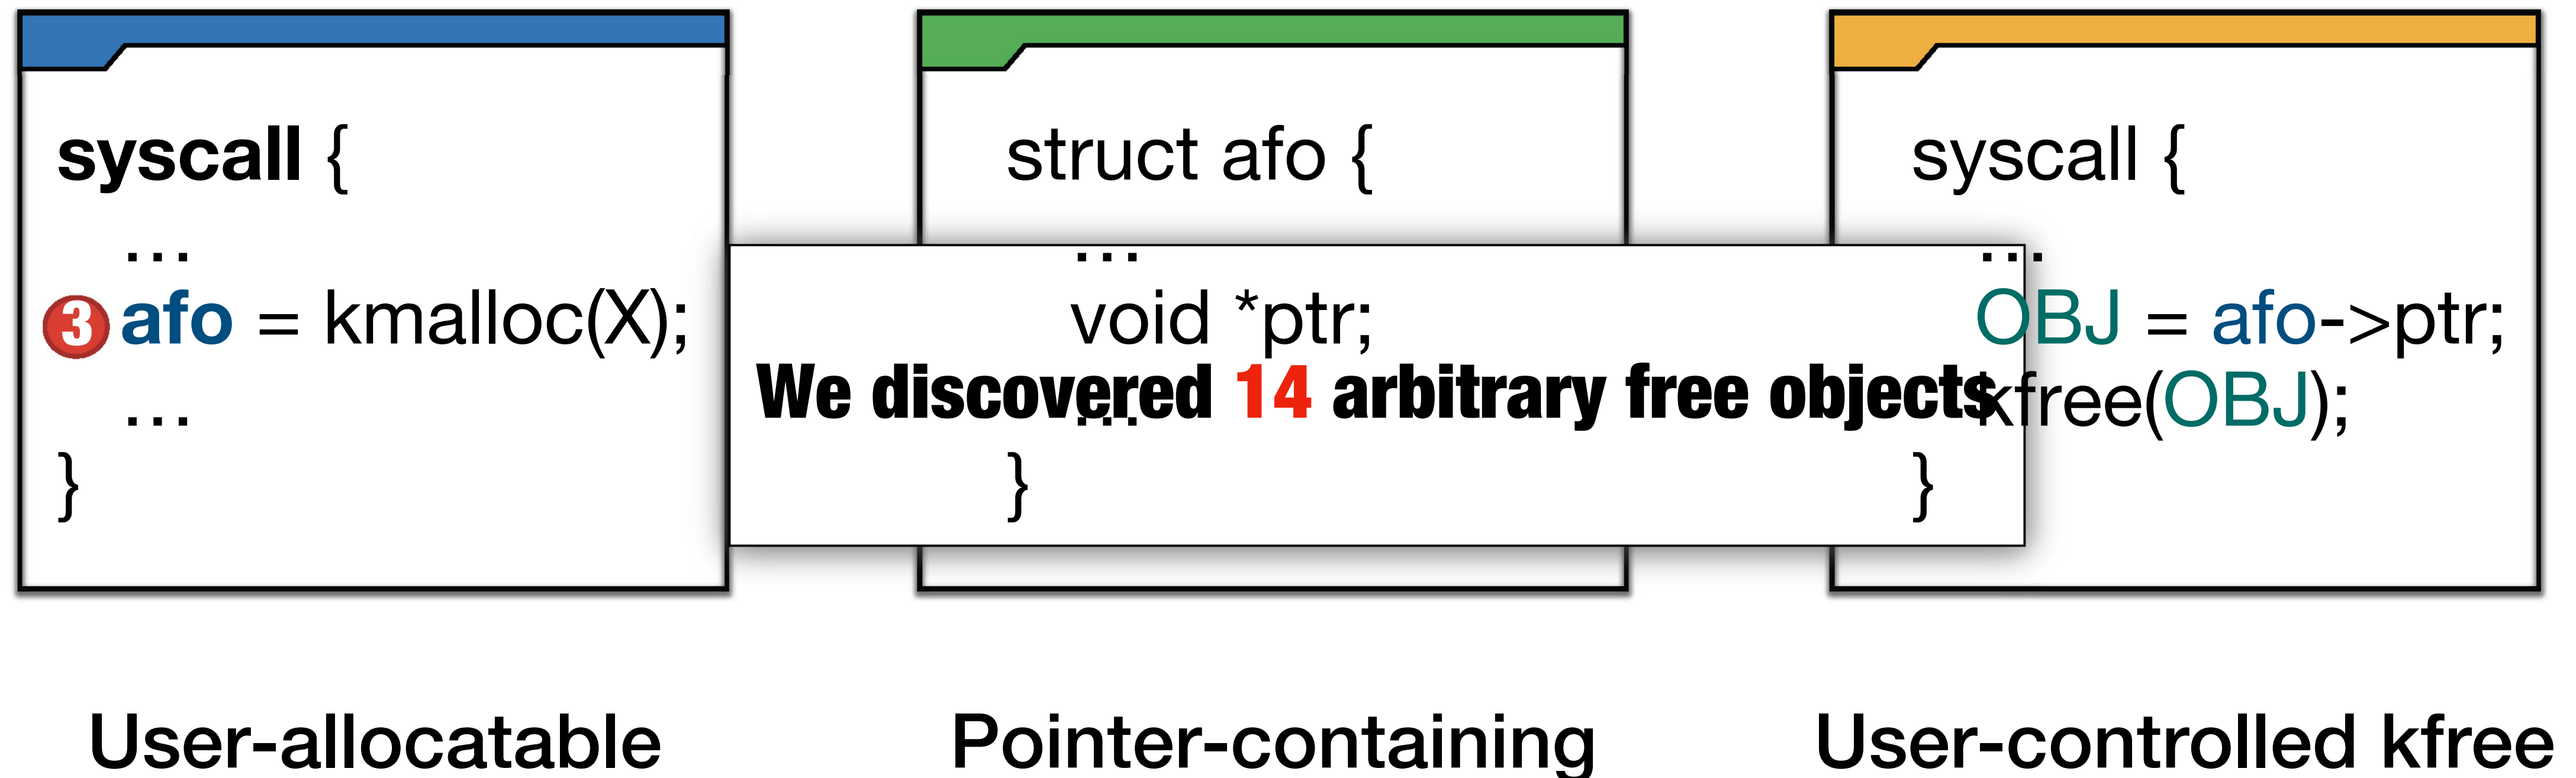 syscall {
…
3 afo = kmalloc(X);
…
}
struct afo {
…
void *ptr;
…
}
syscall {
…
OBJ = afo->ptr;
kfree(OBJ);
}
We discovered 14 arbitrary free objects
User-allocatable
Pointer-containing
User-controlled kfree